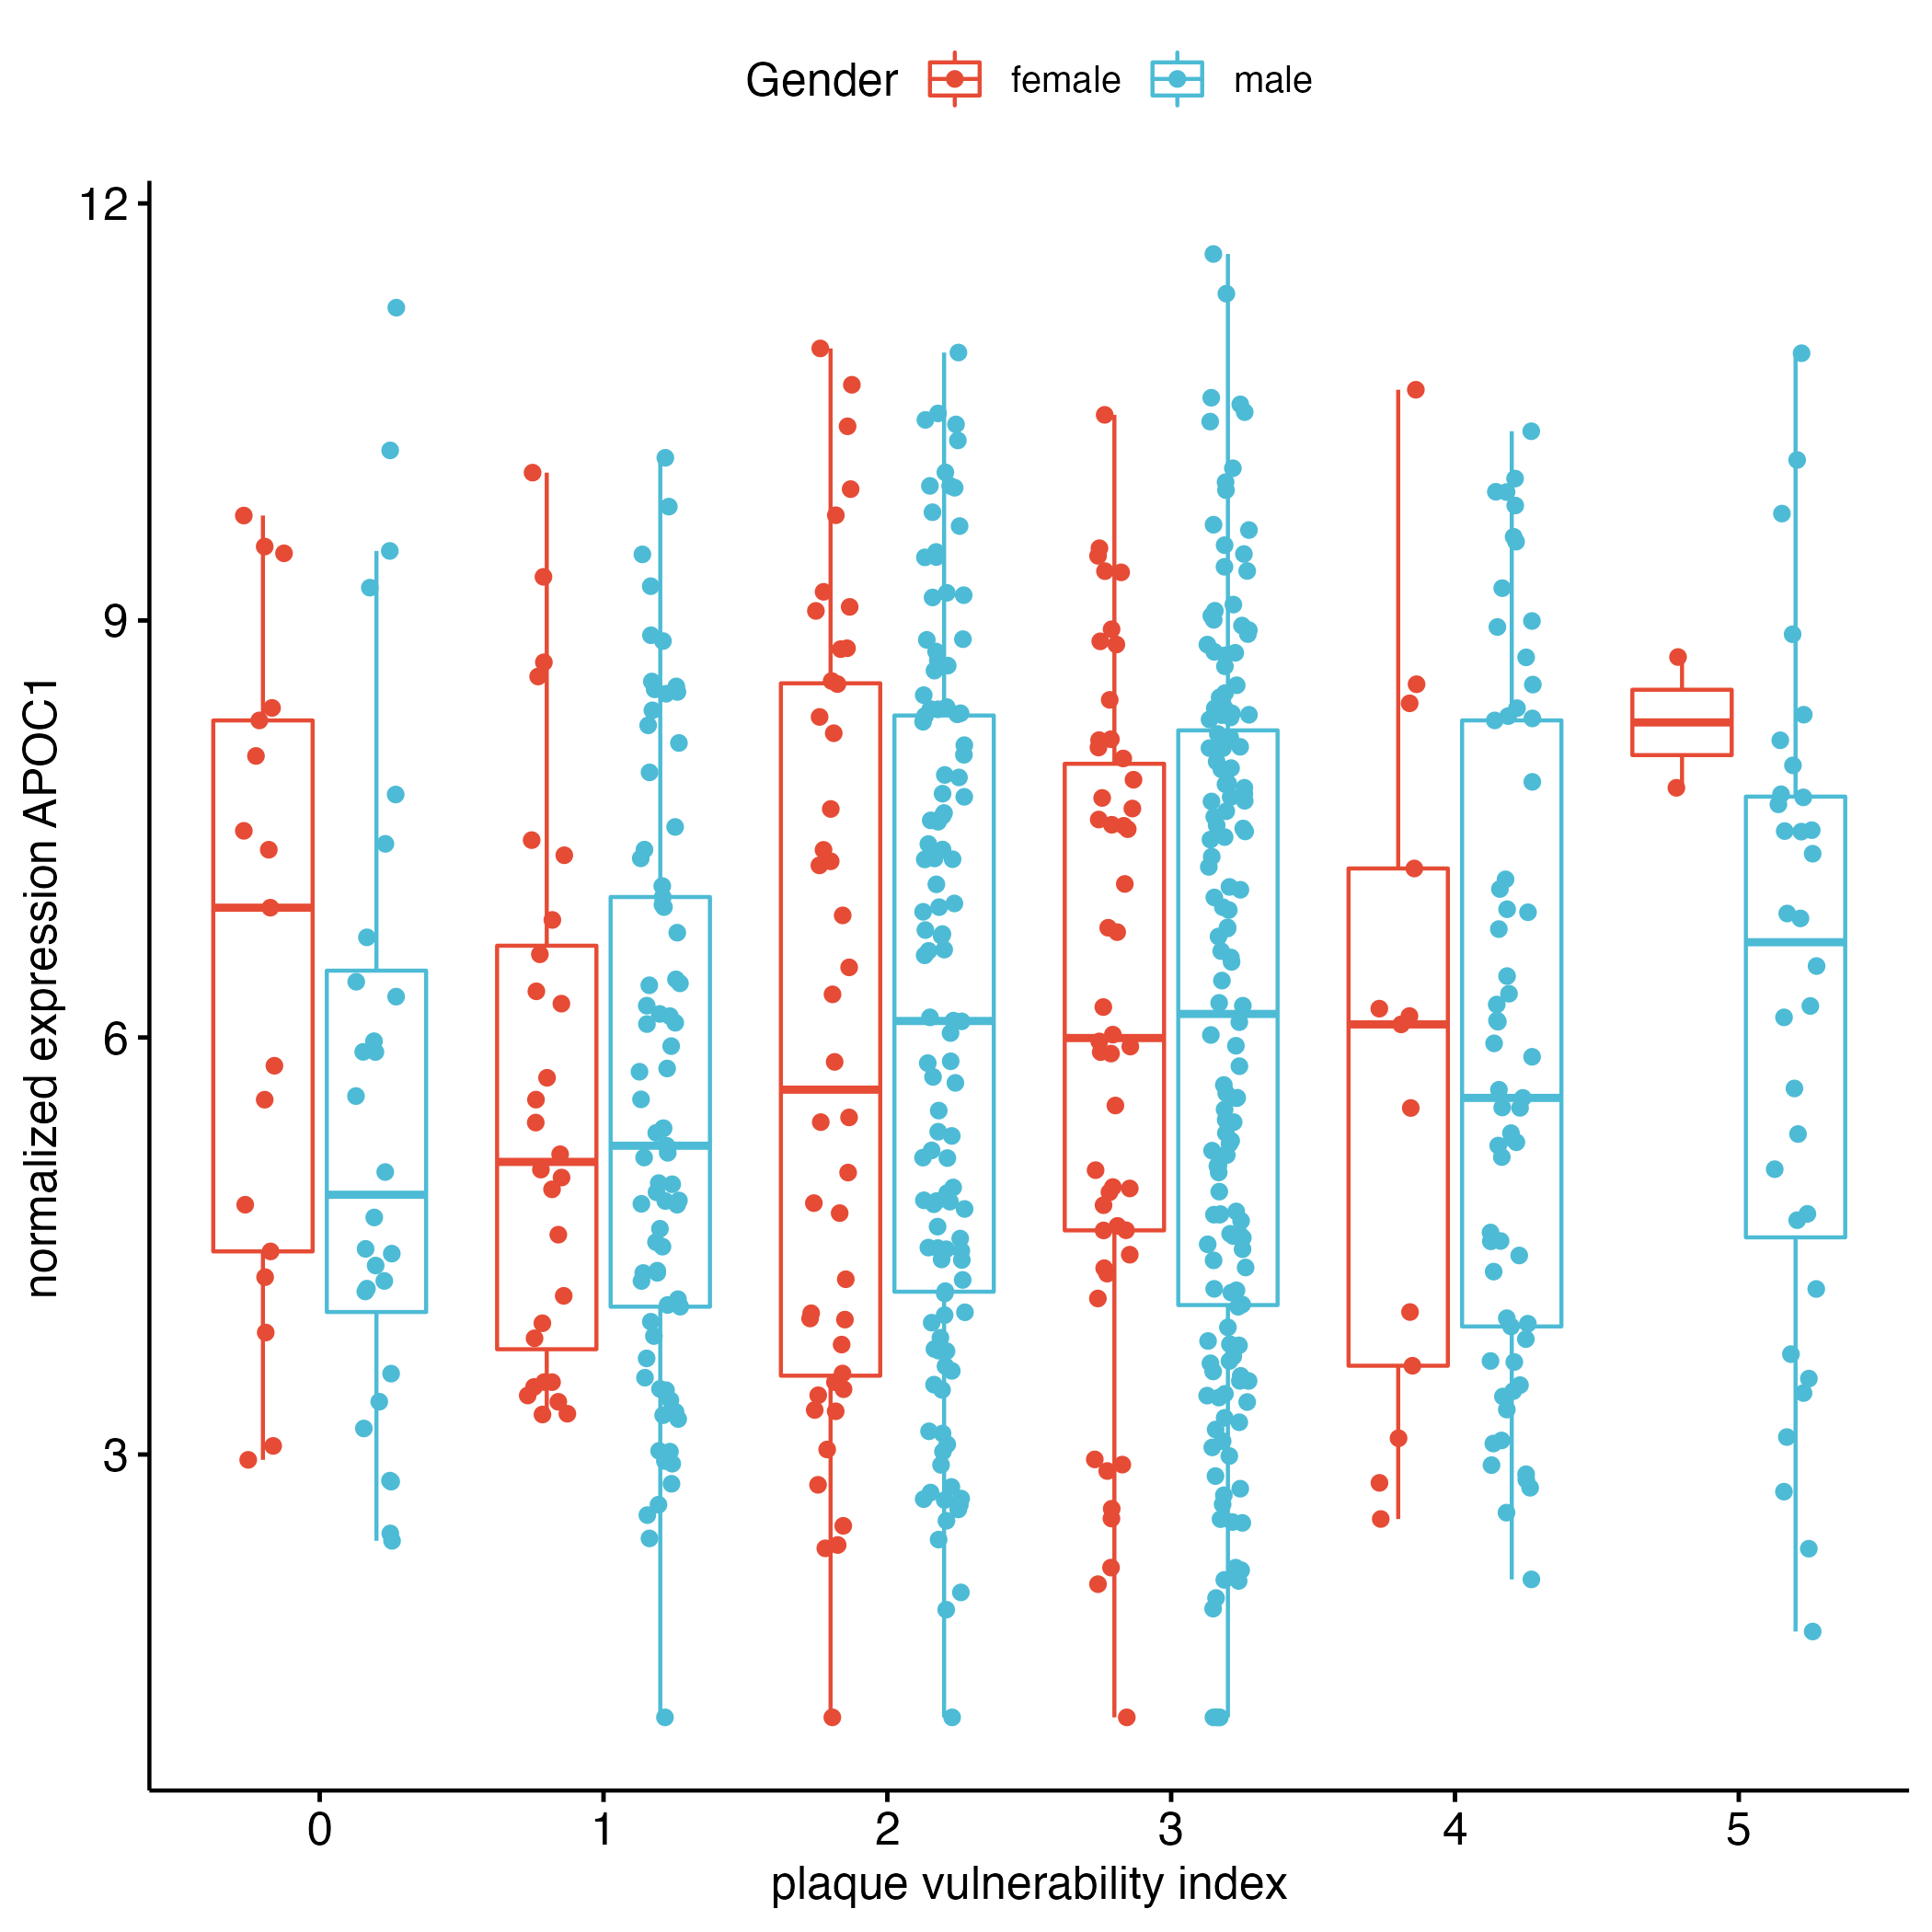 Gender female male
12
9
6
3
normalized expression APOC1
0 1 2 3 4 5
plaque vulnerability index